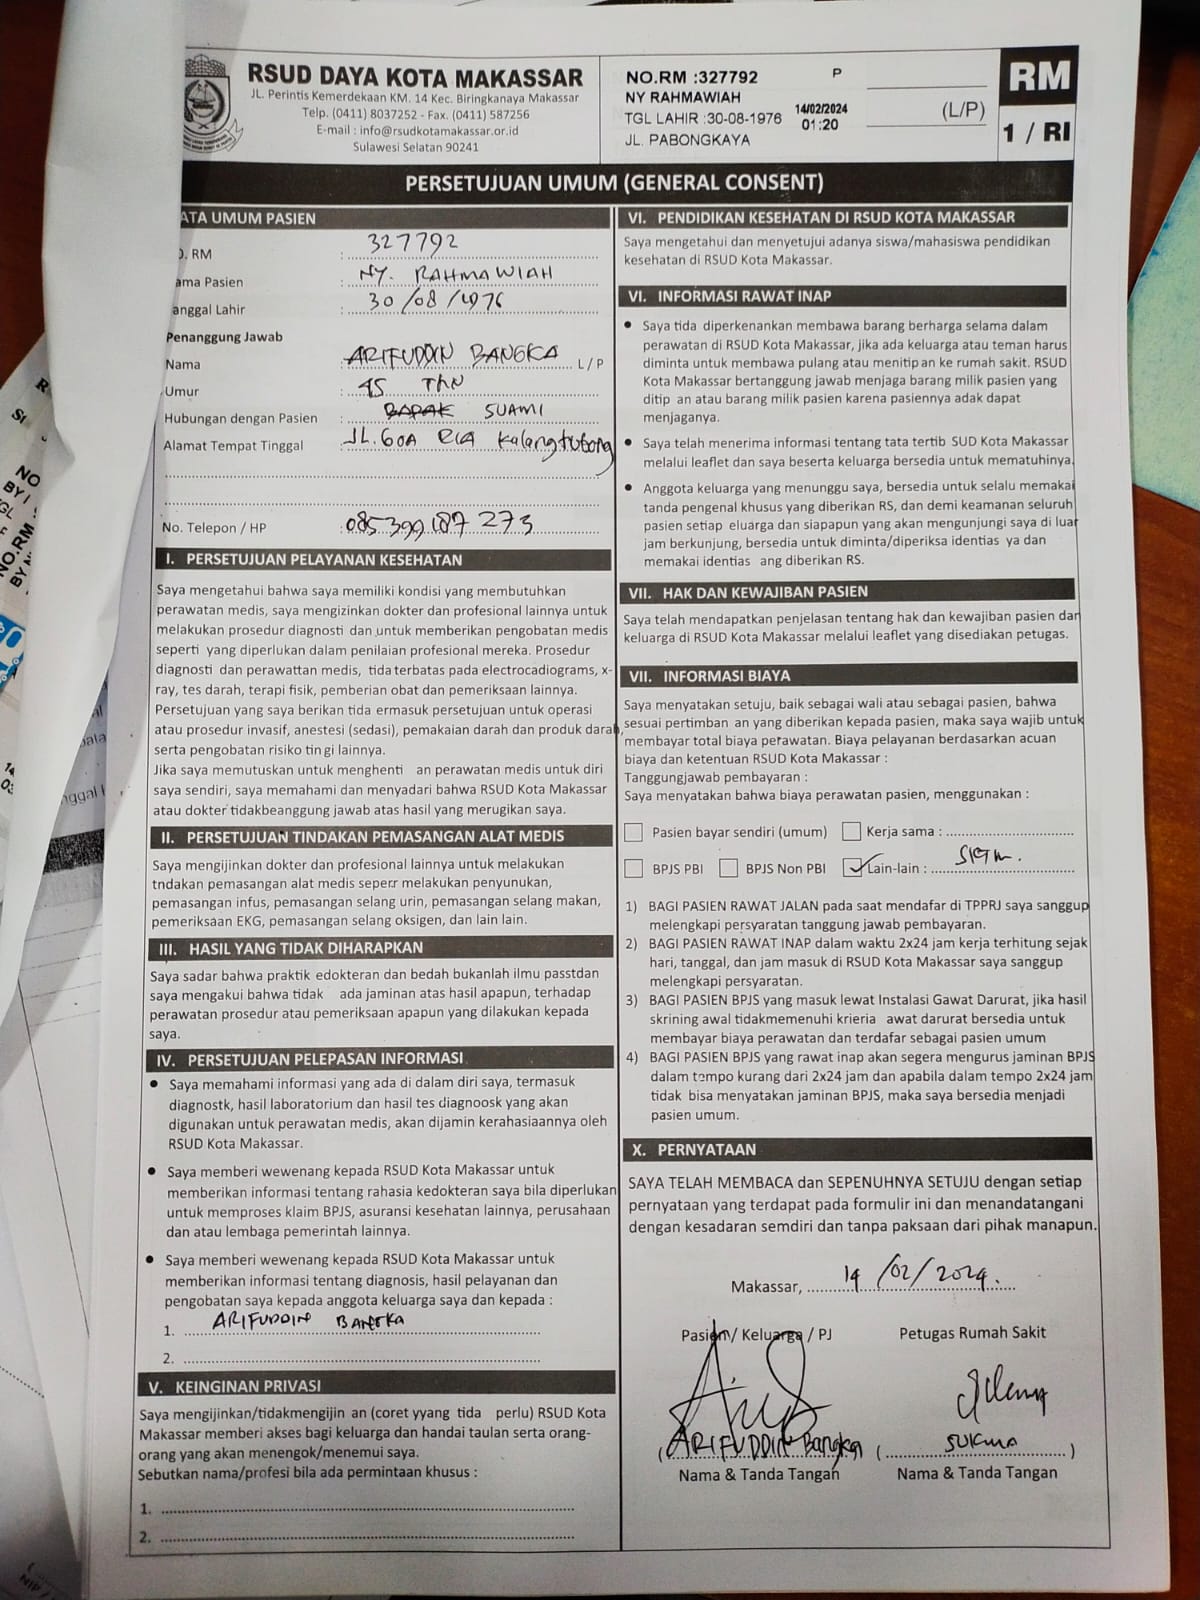 RSUD DAYA KOTA MAKASSAR
JL. Perintis Kemerdekaan KM. 14 Kec. Biringkanaya Makassar
Telp. (0411) 8037252 - Fax. (0411) 587256
E-mail : info@rsudkotamakassar.or.id
Sulawesi Selatan 90241
NO.RM :327792 P
NY RAHMAWIAH
TGL LAHIR :30-08-1976
JL. PABONGKAYA
14/02/2024
01:20
(L/P)
RM
1 / RI
PERSETUJUAN UMUM (GENERAL CONSENT)
ATA UMUM PASIEN
O. RM : 327792
ama Pasien : NY. RAHMAWIAH
anggal Lahir : 30/08/1976
Penanggung Jawab
Nama : ARIFUDDIN BANGKA L / P
Umur : 45 THN
Hubungan dengan Pasien : BAPAK SUAMI
Alamat Tempat Tinggal : JL. GOA RIA Kalangtubong
No. Telepon / HP : 085399187273
I. PERSETUJUAN PELAYANAN KESEHATAN
Saya mengetahui bahwa saya memiliki kondisi yang membutuhkan
perawatan medis, saya mengizinkan dokter dan profesional lainnya untuk
melakukan prosedur diagnosti dan untuk memberikan pengobatan medis
seperti yang diperlukan dalam penilaian profesional mereka. Prosedur
diagnosti dan perawattan medis, tida terbatas pada electrocadiograms, x-
ray, tes darah, terapi fisik, pemberian obat dan pemeriksaan lainnya.
Persetujuan yang saya berikan tida ermasuk persetujuan untuk operasi
atau prosedur invasif, anestesi (sedasi), pemakaian darah dan produk darah,
serta pengobatan risiko tin gi lainnya.
Jika saya memutuskan untuk menghenti an perawatan medis untuk diri
saya sendiri, saya memahami dan menyadari bahwa RSUD Kota Makassar
atau dokter tidakbeanggung jawab atas hasil yang merugikan saya.
II. PERSETUJUAN TINDAKAN PEMASANGAN ALAT MEDIS
Saya mengijinkan dokter dan profesional lainnya untuk melakukan
tndakan pemasangan alat medis seperr melakukan penyunukan,
pemasangan infus, pemasangan selang urin, pemasangan selang makan,
pemeriksaan EKG, pemasangan selang oksigen, dan lain lain.
III. HASIL YANG TIDAK DIHARAPKAN
Saya sadar bahwa praktik edokteran dan bedah bukanlah ilmu passtdan
saya mengakui bahwa tidak ada jaminan atas hasil apapun, terhadap
perawatan prosedur atau pemeriksaan apapun yang dilakukan kepada
saya.
IV. PERSETUJUAN PELEPASAN INFORMASI
• Saya memahami informasi yang ada di dalam diri saya, termasuk
diagnostk, hasil laboratorium dan hasil tes diagnoosk yang akan
digunakan untuk perawatan medis, akan dijamin kerahasiaannya oleh
RSUD Kota Makassar.
• Saya memberi wewenang kepada RSUD Kota Makassar untuk
memberikan informasi tentang rahasia kedokteran saya bila diperlukan
untuk memproses klaim BPJS, asuransi kesehatan lainnya, perusahaan
dan atau lembaga pemerintah lainnya.
• Saya memberi wewenang kepada RSUD Kota Makassar untuk
memberikan informasi tentang diagnosis, hasil pelayanan dan
pengobatan saya kepada anggota keluarga saya dan kepada :
1. ARIFUDDIN BANGKA
2.
V. KEINGINAN PRIVASI
Saya mengijinkan/tidakmengijin an (coret yyang tida perlu) RSUD Kota
Makassar memberi akses bagi keluarga dan handai taulan serta orang-
orang yang akan menengok/menemui saya.
Sebutkan nama/profesi bila ada permintaan khusus :
1.
2.
VI. PENDIDIKAN KESEHATAN DI RSUD KOTA MAKASSAR
Saya mengetahui dan menyetujui adanya siswa/mahasiswa pendidikan
kesehatan di RSUD Kota Makassar.
VI. INFORMASI RAWAT INAP
• Saya tida diperkenankan membawa barang berharga selama dalam
perawatan di RSUD Kota Makassar, jika ada keluarga atau teman harus
diminta untuk membawa pulang atau menitip an ke rumah sakit. RSUD
Kota Makassar bertanggung jawab menjaga barang milik pasien yang
ditip an atau barang milik pasien karena pasiennya adak dapat
menjaganya.
• Saya telah menerima informasi tentang tata tertib SUD Kota Makassar
melalui leaflet dan saya beserta keluarga bersedia untuk mematuhinya.
• Anggota keluarga yang menunggu saya, bersedia untuk selalu memakai
tanda pengenal khusus yang diberikan RS, dan demi keamanan seluruh
pasien setiap eluarga dan siapapun yang akan mengunjungi saya di luar
jam berkunjung, bersedia untuk diminta/diperiksa identias ya dan
memakai identias ang diberikan RS.
VII. HAK DAN KEWAJIBAN PASIEN
Saya telah mendapatkan penjelasan tentang hak dan kewajiban pasien dan
keluarga di RSUD Kota Makassar melalui leaflet yang disediakan petugas.
VII. INFORMASI BIAYA
Saya menyatakan setuju, baik sebagai wali atau sebagai pasien, bahwa
sesuai pertimban an yang diberikan kepada pasien, maka saya wajib untuk
membayar total biaya perawatan. Biaya pelayanan berdasarkan acuan
biaya dan ketentuan RSUD Kota Makassar :
Tanggungjawab pembayaran :
Saya menyatakan bahwa biaya perawatan pasien, menggunakan :
Pasien bayar sendiri (umum) Kerja sama :
BPJS PBI BPJS Non PBI Lain-lain :
1) BAGI PASIEN RAWAT JALAN pada saat mendafar di TPPRJ saya sanggup
melengkapi persyaratan tanggung jawab pembayaran.
2) BAGI PASIEN RAWAT INAP dalam waktu 2x24 jam kerja terhitung sejak
hari, tanggal, dan jam masuk di RSUD Kota Makassar saya sanggup
melengkapi persyaratan.
3) BAGI PASIEN BPJS yang masuk lewat Instalasi Gawat Darurat, jika hasil
skrining awal tidakmemenuhi krieria awat darurat bersedia untuk
membayar biaya perawatan dan terdafar sebagai pasien umum
4) BAGI PASIEN BPJS yang rawat inap akan segera mengurus jaminan BPJS
dalam tempo kurang dari 2x24 jam dan apabila dalam tempo 2x24 jam
tidak bisa menyatakan jaminan BPJS, maka saya bersedia menjadi
pasien umum.
X. PERNYATAAN
SAYA TELAH MEMBACA dan SEPENUHNYA SETUJU dengan setiap
pernyataan yang terdapat pada formulir ini dan menandatangani
dengan kesadaran semdiri dan tanpa paksaan dari pihak manapun.
Makassar, 14/02/2024.
Pasien/ Keluarga / PJ Petugas Rumah Sakit
(ARIFUDDIN Bangka) (SUKMA)
Nama & Tanda Tangan Nama & Tanda Tangan